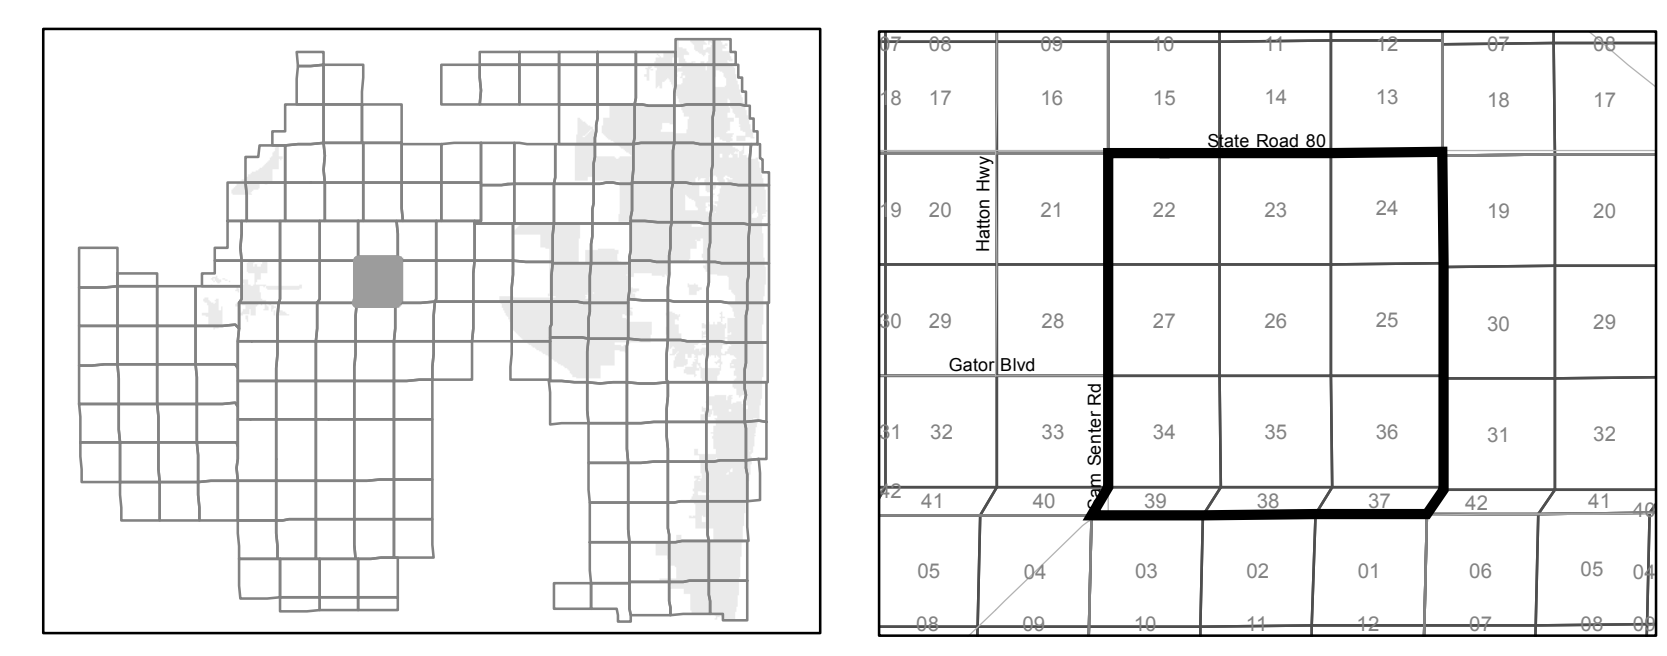 07 08 09 10 11 12 07 08
18 17 16 15 14 13 18 17
State Road 80
Hatton Hwy
19 20 21 22 23 24 19 20
30 29 28 27 26 25 30 29
Gator Blvd
Sam Senter Rd
31 32 33 34 35 36 31 32
42 41 40 39 38 37 42 41 40
05 04 03 02 01 06 05 04
08 09 10 11 12 07 08 09